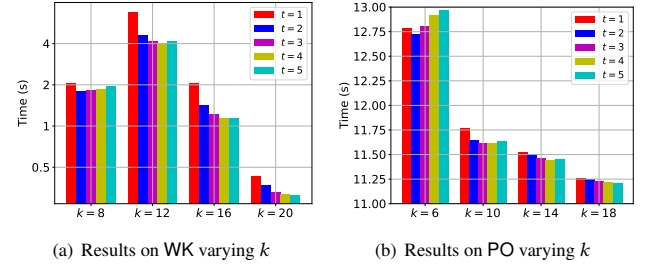 Time (s)
4
2
1
0.5
k = 8
k = 12
k = 16
k = 20
t = 1
t = 2
t = 3
t = 4
t = 5
(a) Results on WK varying k
Time (s)
13.00
12.75
12.50
12.25
12.00
11.75
11.50
11.25
11.00
k = 6
k = 10
k = 14
k = 18
t = 1
t = 2
t = 3
t = 4
t = 5
(b) Results on PO varying k